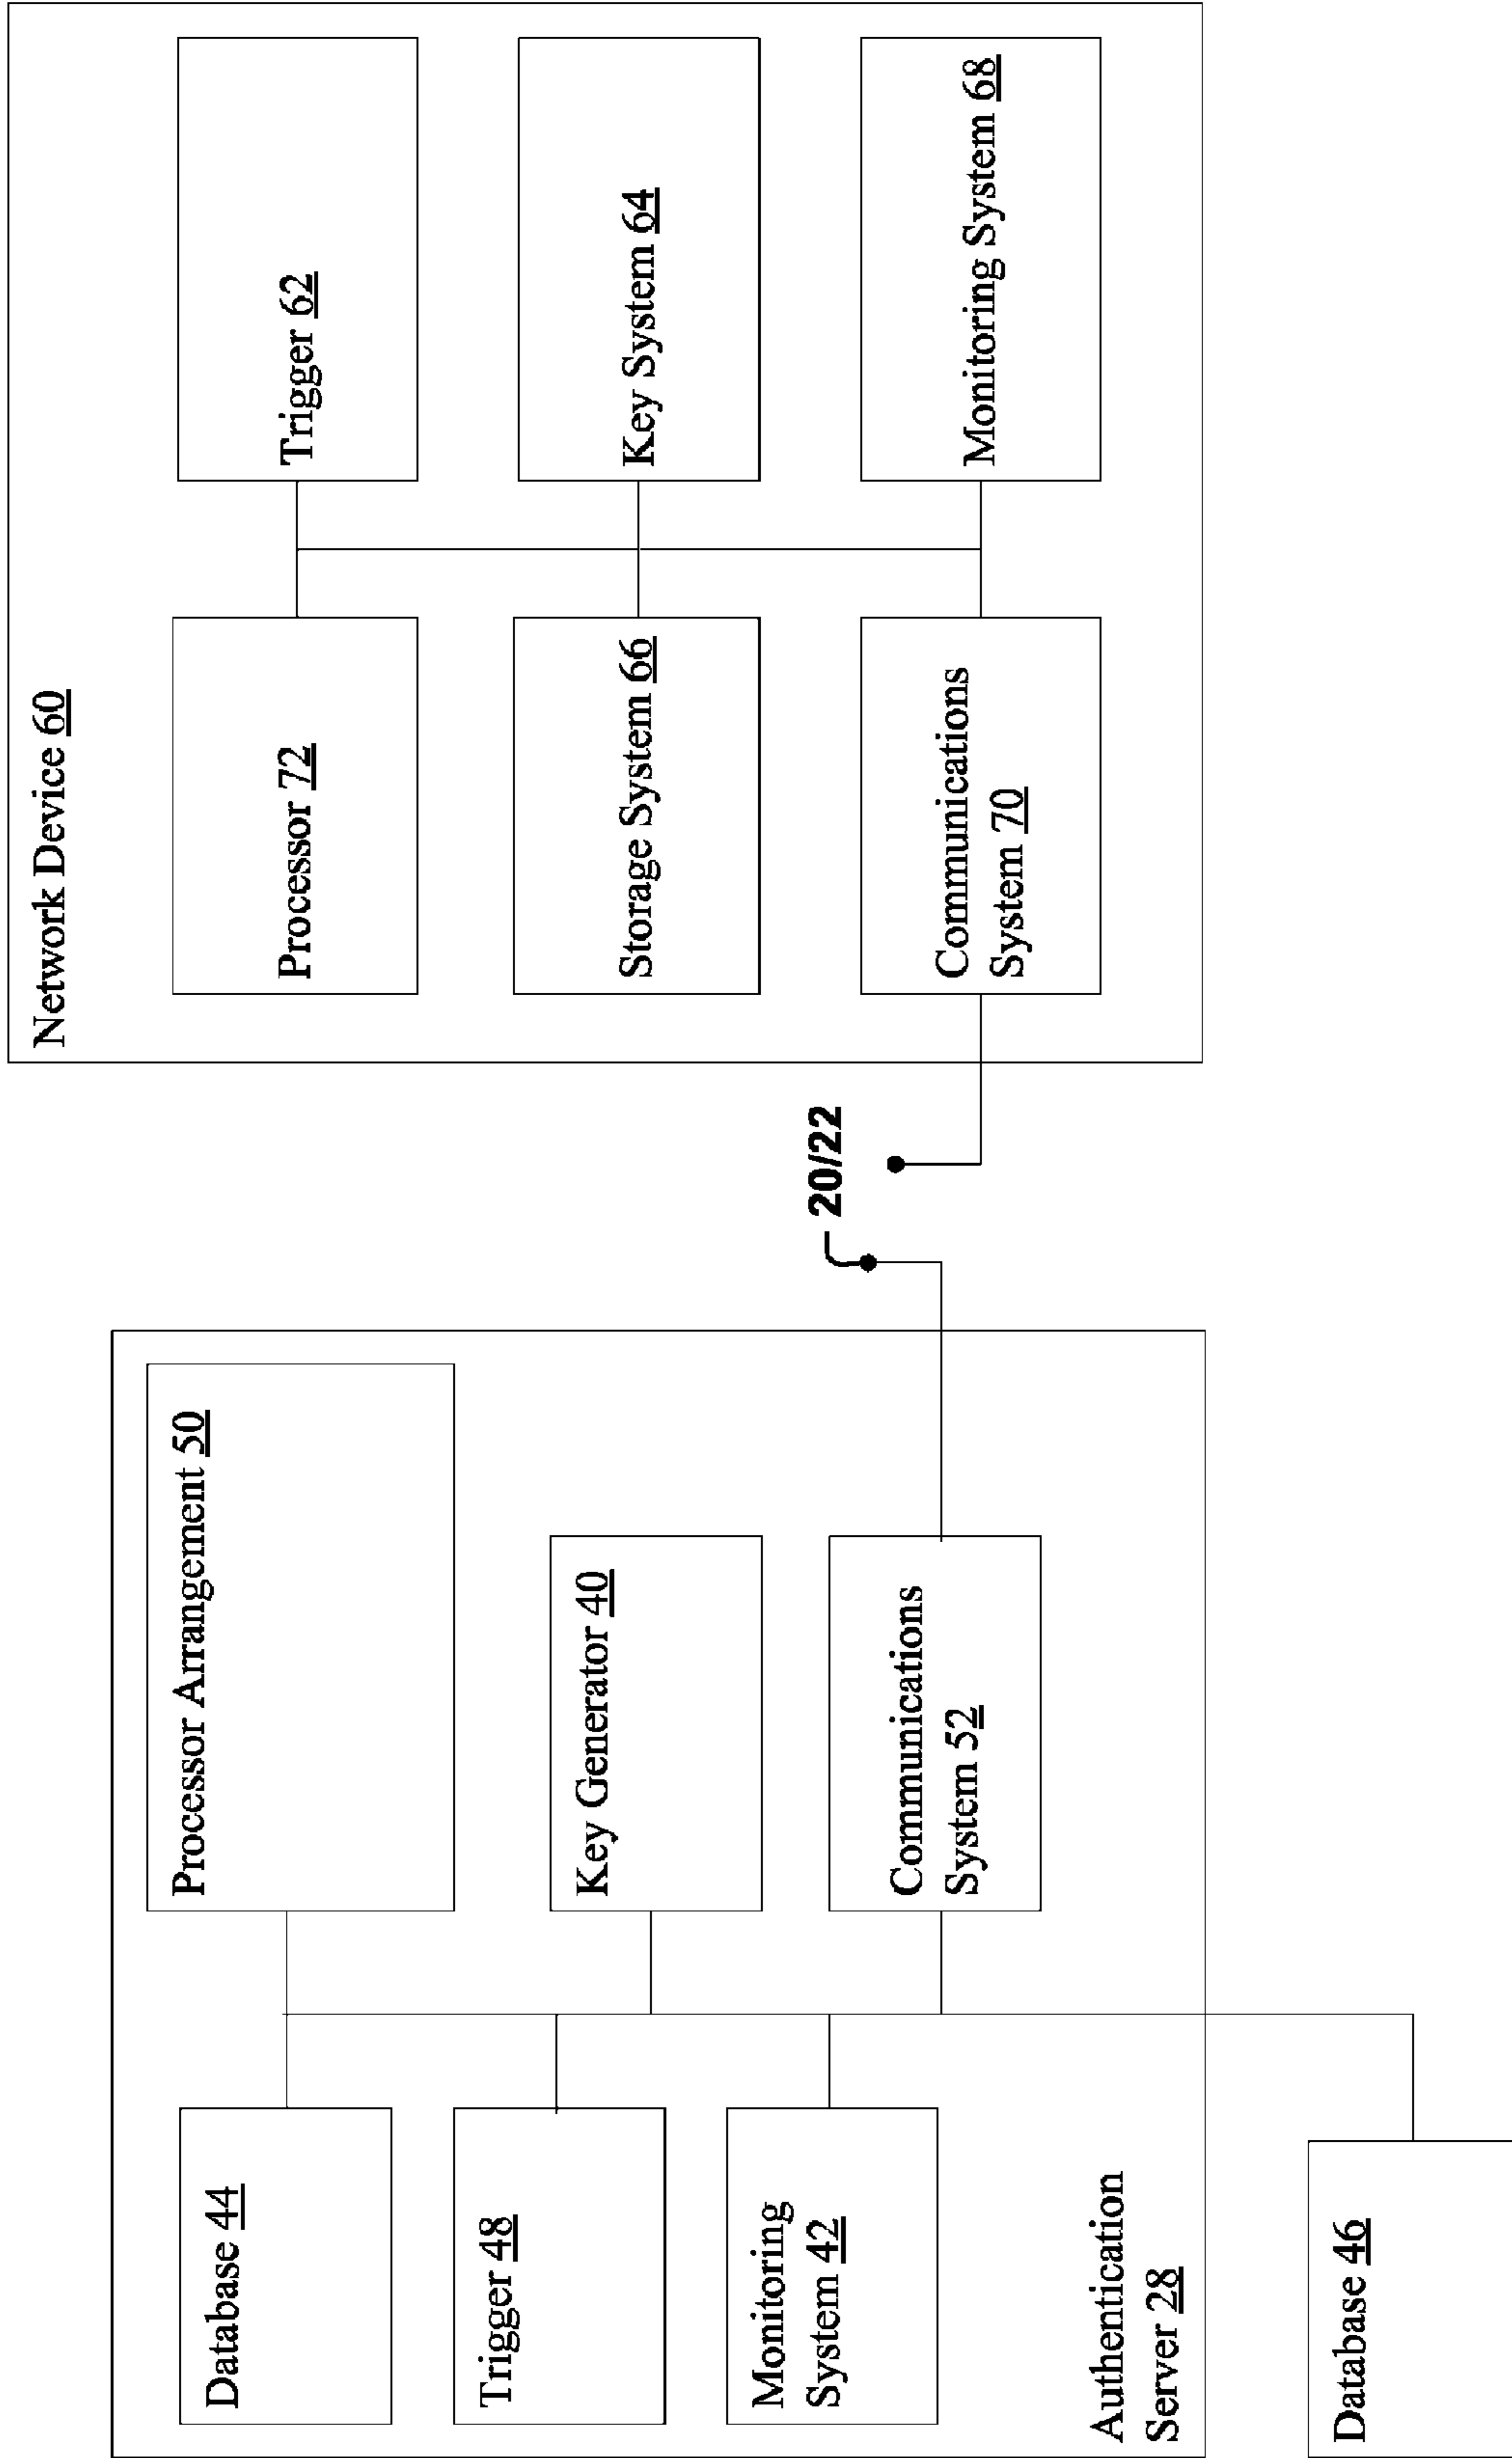 Database 44
Processor Arrangement 50
Trigger 48
Key Generator 40
Monitoring
System 42
Communications
System 52
Authentication
Server 28
Database 46
20/22
Network Device 60
Processor 72
Trigger 62
Storage System 66
Key System 64
Communications
System 70
Monitoring System 68